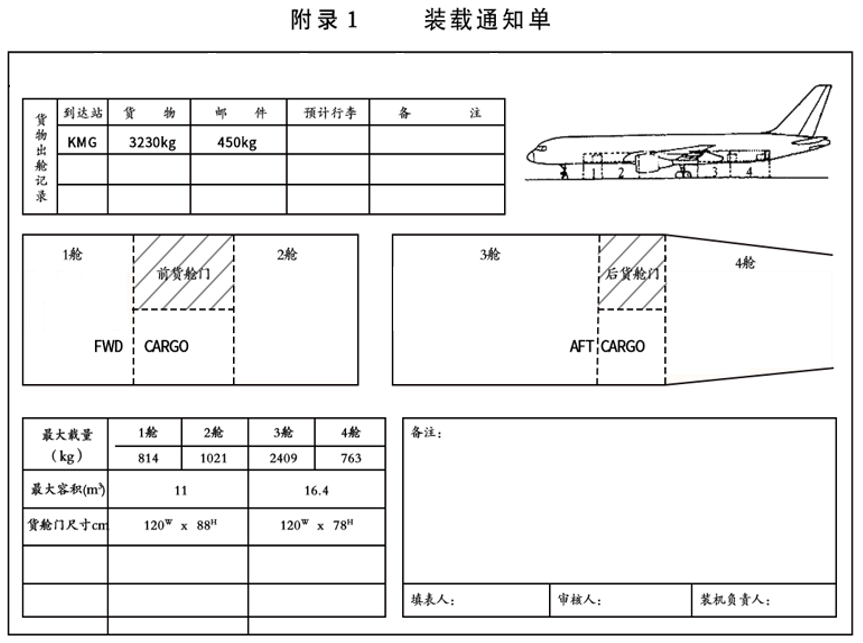 附录1 装载通知单
货物出舱记录
到达站 货 物 邮 件 预计行李 备 注
KMG 3230kg 450kg
1 2 3 4
1舱 前货舱门 2舱
FWD CARGO
3舱 后货舱门 4舱
AFT CARGO
最大载量(kg) 1舱 2舱 3舱 4舱
814 1021 2409 763
最大容积(m³) 11 16.4
货舱门尺寸cm 120ᵂ x 88ᴴ 120ᵂ x 78ᴴ
备注:
填表人: 审核人: 装机负责人: